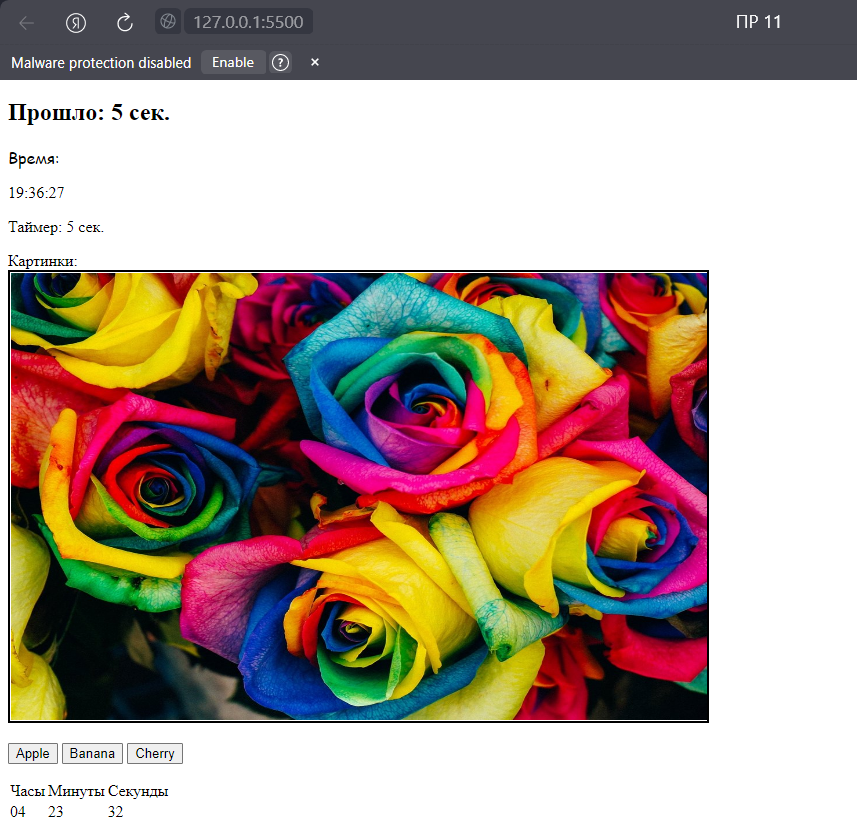 127.0.0.1:5500 ПР 11
Malware protection disabled Enable ? ×
Прошло: 5 сек.
Время:
19:36:27
Таймер: 5 сек.
Картинки:
Apple Banana Cherry
Часы Минуты Секунды
04 23 32